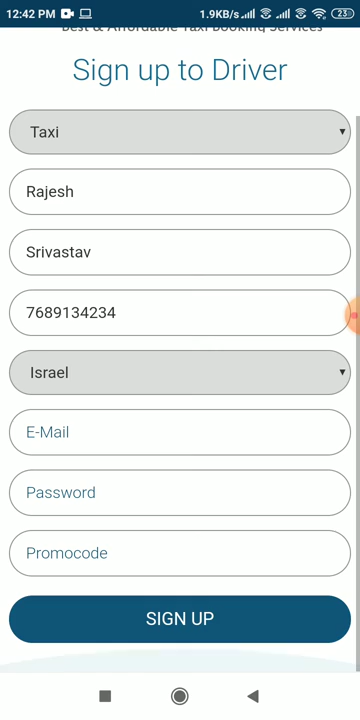 12:42 PM 1.9KB/s 23
Best & Affordable Taxi Booking Services
Sign up to Driver
Taxi
Rajesh
Srivastav
7689134234
Israel
E-Mail
Password
Promocode
SIGN UP